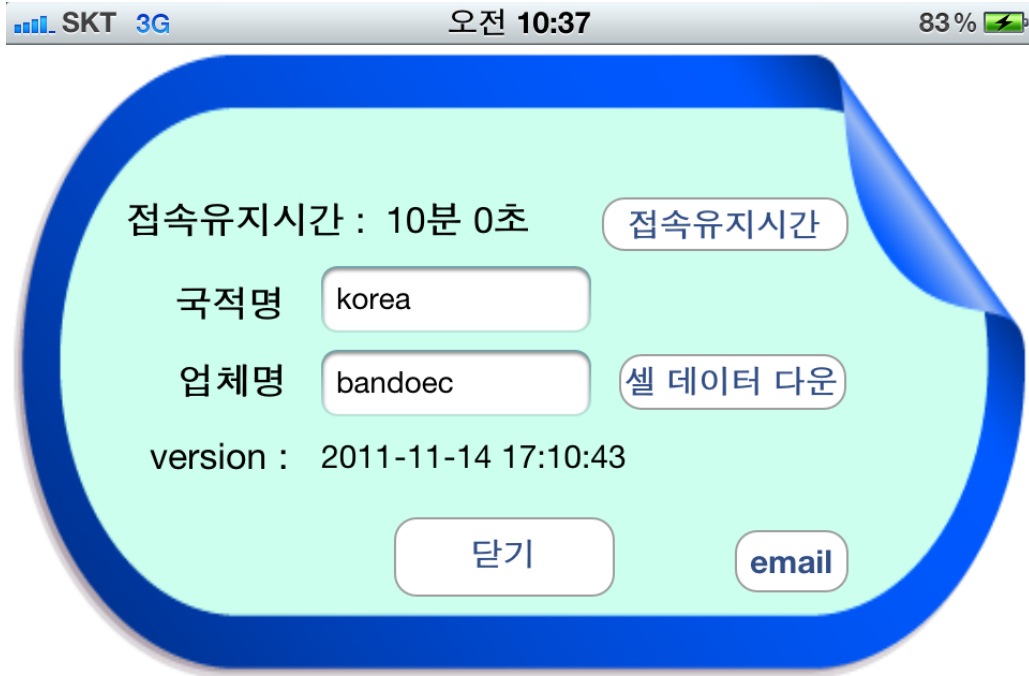 SKT 3G 오전 10:37 83%
접속유지시간 : 10분 0초 접속유지시간
국적명 korea
업체명 bandoec 셀 데이터 다운
version : 2011-11-14 17:10:43
닫기 email